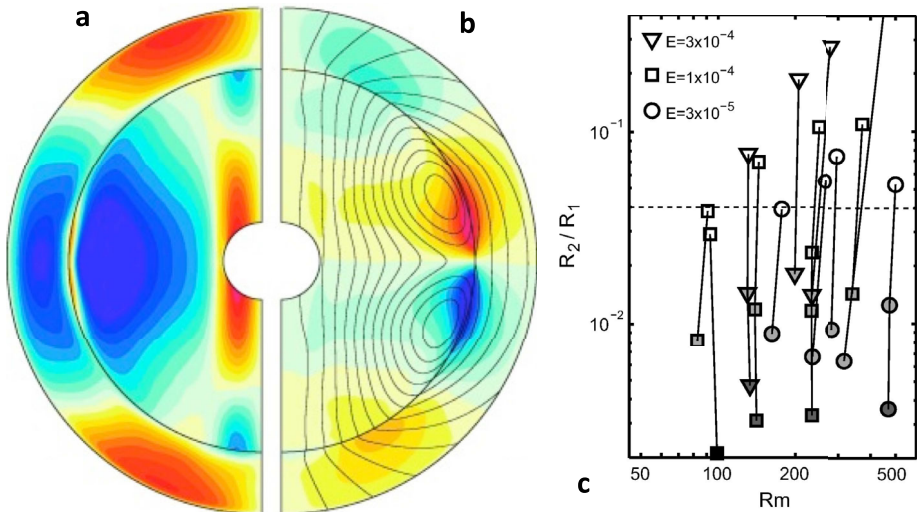 a
b
c
E=3x10⁻⁴
E=1x10⁻⁴
E=3x10⁻⁵
R₂ / R₁
10⁻¹
10⁻²
50 100 200 500
Rm